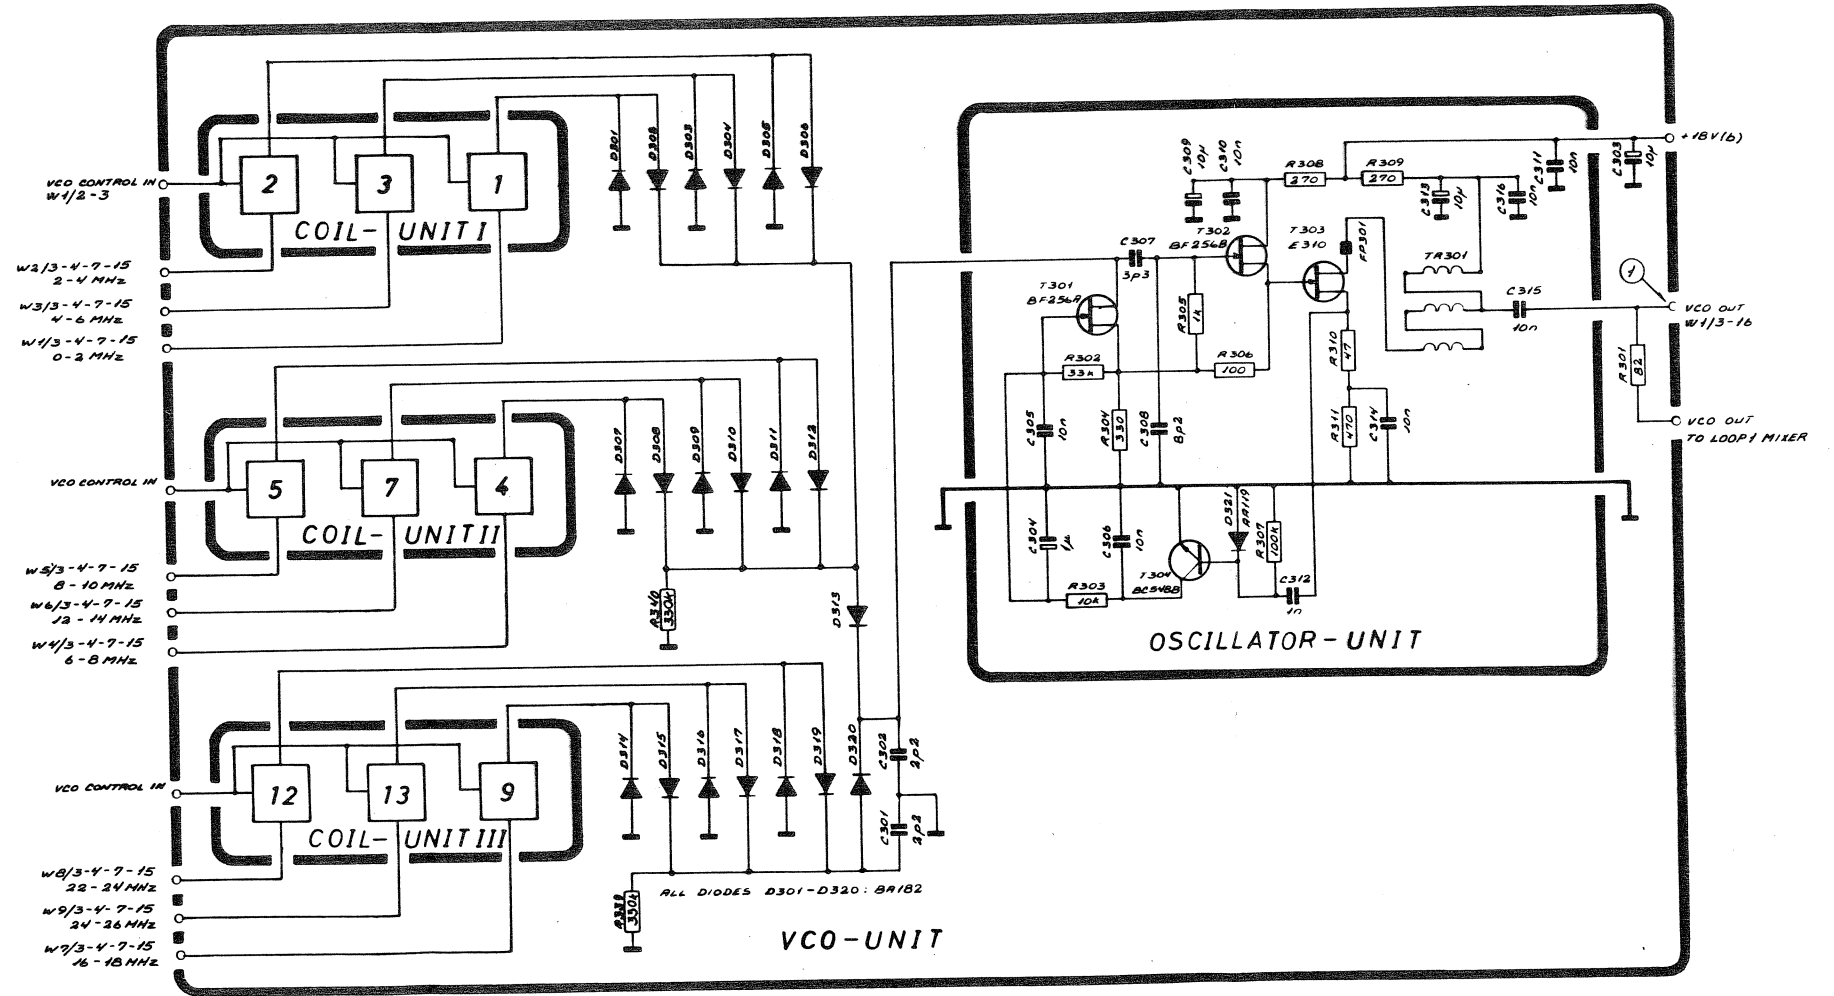 VCO CONTROL IN
W1/2-3
W2/3-4-7-15
2-4 MHz
W3/3-4-7-15
4-6 MHz
W1/3-4-7-15
0-2 MHz
2
3
1
COIL- UNIT I
D301
D302
D303
D304
D305
D306
VCO CONTROL IN
W5/3-4-7-15
8-10 MHz
W6/3-4-7-15
12-14 MHz
W4/3-4-7-15
6-8 MHz
5
7
4
COIL- UNIT II
D307
D308
D309
D310
D311
D312
R340
330k
D313
VCO CONTROL IN
W8/3-4-7-15
22-24 MHz
W9/3-4-7-15
24-26 MHz
W7/3-4-7-15
16-18 MHz
12
13
9
COIL- UNIT III
D314
D315
D316
D317
D318
D319
D320
C302
2p2
C301
2p2
R339
330k
ALL DIODES D301-D320: BA182
VCO-UNIT
C309
10µ
C310
10n
R308
270
R309
270
C313
10µ
C316
10n
C311
10n
C303
10µ
+18V(b)
C307
3p3
T302
BF256B
T303
E310
FP301
TR301
T301
BF256A
R305
1k
C315
10n
1
VCO OUT
W1/3-16
R302
33k
R306
100
R310
47
R301
82
C305
10n
R304
330
C308
8p2
R311
470
C314
10n
VCO OUT
TO LOOP1 MIXER
C304
1µ
C306
10n
D321
AA119
R307
100k
T304
BC548B
R303
10k
C312
1n
OSCILLATOR-UNIT